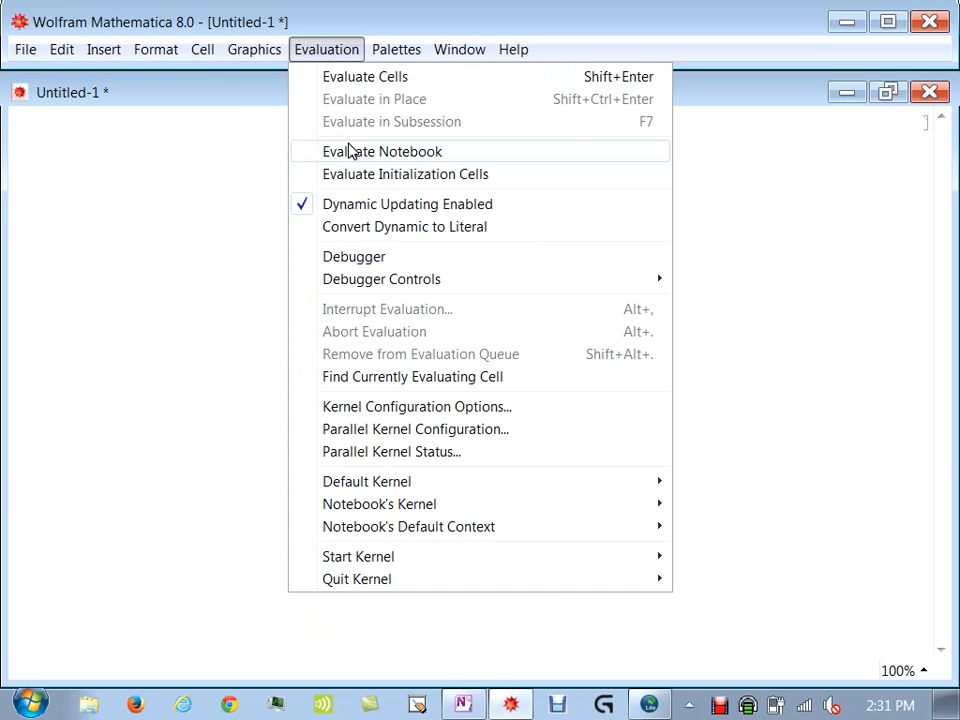 Wolfram Mathematica 8.0 - [Untitled-1 *]
File Edit Insert Format Cell Graphics Evaluation Palettes Window Help
Untitled-1 *
Evaluate Cells Shift+Enter
Evaluate in Place Shift+Ctrl+Enter
Evaluate in Subsession F7
Evaluate Notebook
Evaluate Initialization Cells
Dynamic Updating Enabled
Convert Dynamic to Literal
Debugger
Debugger Controls
Interrupt Evaluation... Alt+,
Abort Evaluation Alt+.
Remove from Evaluation Queue Shift+Alt+.
Find Currently Evaluating Cell
Kernel Configuration Options...
Parallel Kernel Configuration...
Parallel Kernel Status...
Default Kernel
Notebook's Kernel
Notebook's Default Context
Start Kernel
Quit Kernel
100%
2:31 PM